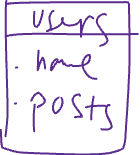 users
. name
. posts